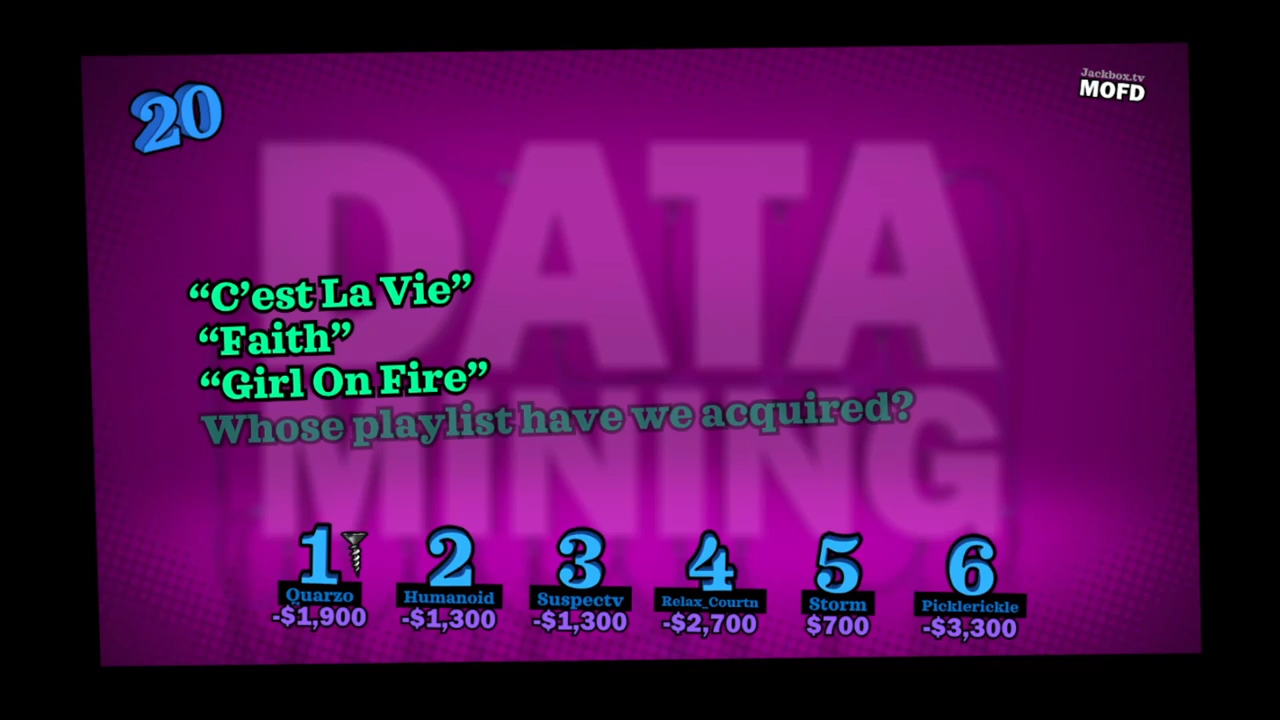 20
Jackbox.tv
MOFD
DATA
MINING
“C’est La Vie”
“Faith”
“Girl On Fire”
Whose playlist have we acquired?
1 2 3 4 5 6
Quarzo Humanoid Suspectv Relax_Courtn Storm Picklerickle
-$1,900 -$1,300 -$1,300 -$2,700 $700 -$3,300